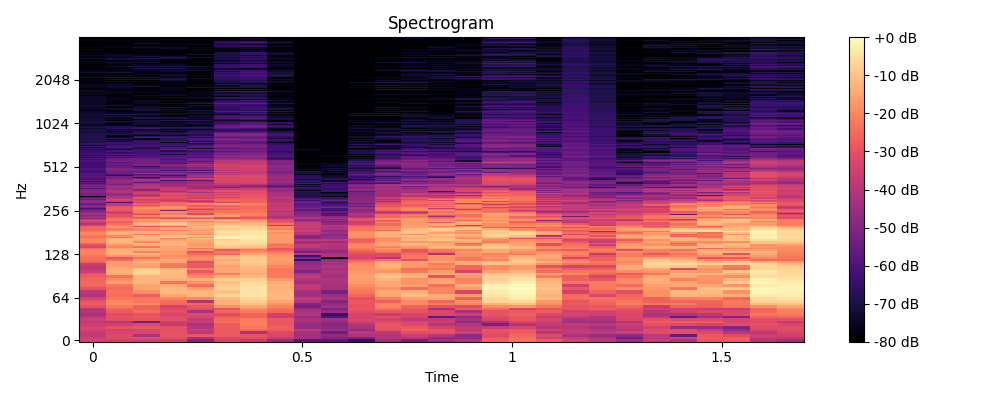 Spectrogram
Hz
2048
1024
512
256
128
64
0
0
0.5
1
1.5
Time
+0 dB
-10 dB
-20 dB
-30 dB
-40 dB
-50 dB
-60 dB
-70 dB
-80 dB